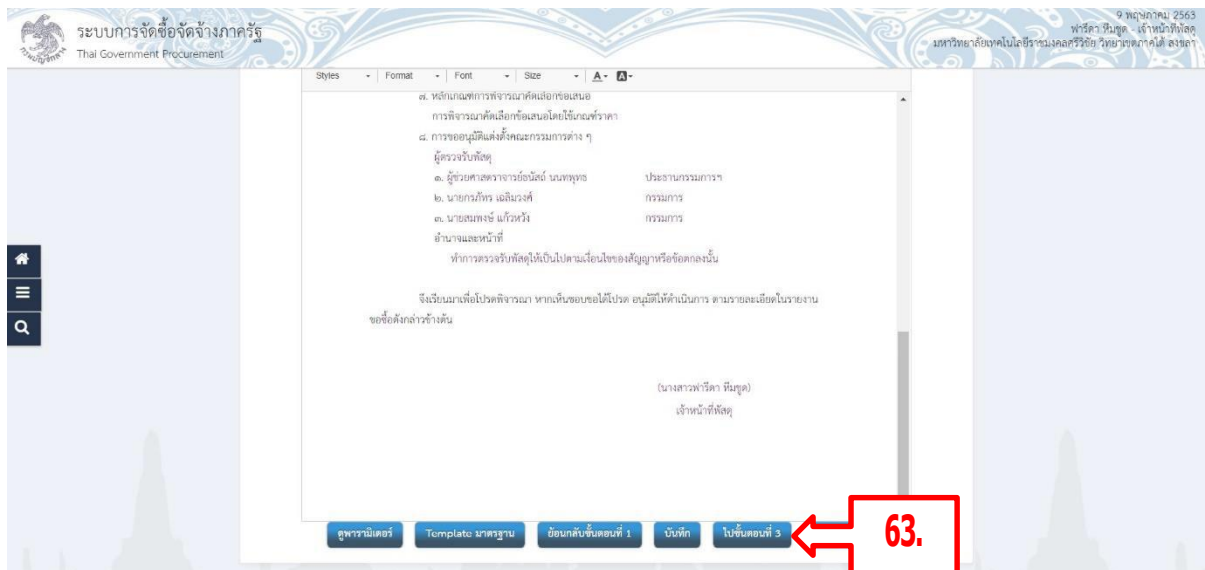 ระบบการจัดซื้อจัดจ้างภาครัฐ
Thai Government Procurement
9 พฤษภาคม 2563
ฟารีดา หีมขูด - เจ้าหน้าที่พัสดุ
มหาวิทยาลัยเทคโนโลยีราชมงคลศรีวิชัย วิทยาเขตภาคใต้ สงขลา
Styles Format Font Size A A
๗. หลักเกณฑ์การพิจารณาคัดเลือกข้อเสนอ
การพิจารณาคัดเลือกข้อเสนอโดยใช้เกณฑ์ราคา
๘. การขออนุมัติแต่งตั้งคณะกรรมการต่าง ๆ
ผู้ตรวจรับพัสดุ
๑. ผู้ช่วยศาสตราจารย์ธนัสถ์ นนทพุทธ ประธานกรรมการฯ
๒. นายกรภัทร เฉลิมวงศ์ กรรมการ
๓. นายสมพงษ์ แก้วหวัง กรรมการ
อำนาจและหน้าที่
ทำการตรวจรับพัสดุให้เป็นไปตามเงื่อนไขของสัญญาหรือข้อตกลงนั้น
จึงเรียนมาเพื่อโปรดพิจารณา หากเห็นชอบขอได้โปรด อนุมัติให้ดำเนินการ ตามรายละเอียดในรายงาน
ขอซื้อดังกล่าวข้างต้น
(นางสาวฟารีดา หีมขูด)
เจ้าหน้าที่พัสดุ
ดูพารามิเตอร์ Template มาตรฐาน ย้อนกลับขั้นตอนที่ 1 บันทึก ไปขั้นตอนที่ 3
63.